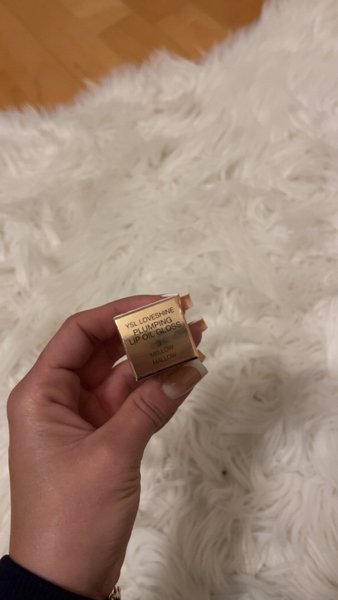 YSL LOVESHINE
PLUMPING
LIP OIL GLOSS
MELLOW
MALLOW